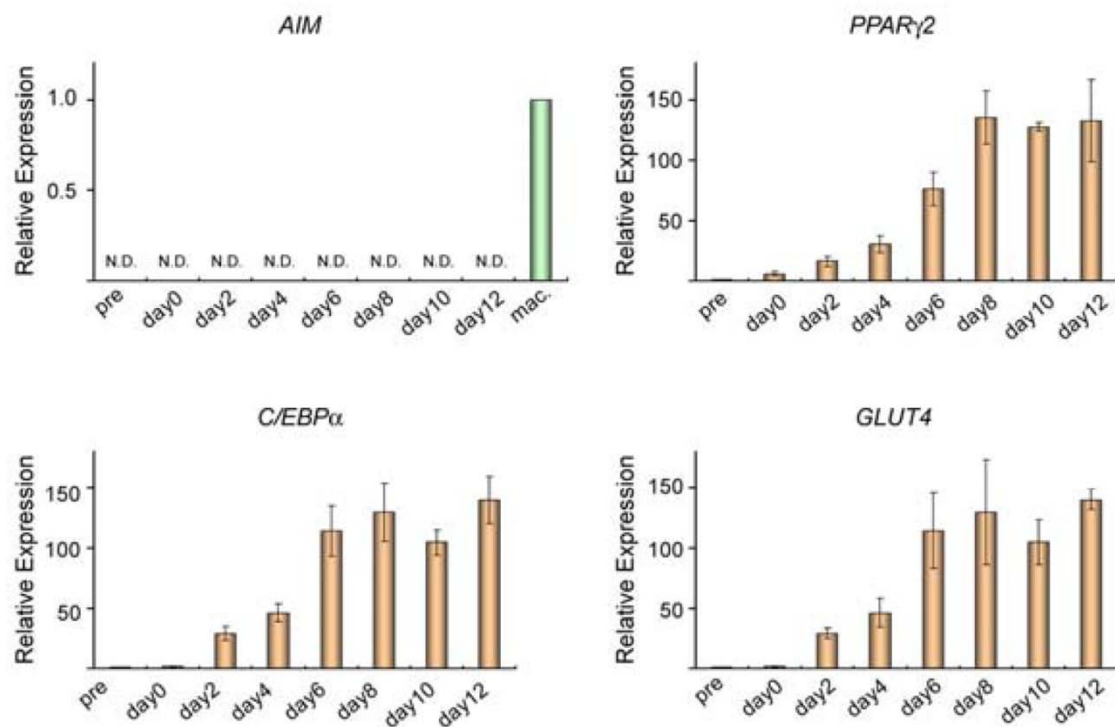 AIM
Relative Expression
1.0
0.5
N.D. N.D. N.D. N.D. N.D. N.D. N.D. N.D.
pre day0 day2 day4 day6 day8 day10 day12 mac.
PPARγ2
Relative Expression
150
100
50
pre day0 day2 day4 day6 day8 day10 day12
C/EBPα
Relative Expression
150
100
50
pre day0 day2 day4 day6 day8 day10 day12
GLUT4
Relative Expression
150
100
50
pre day0 day2 day4 day6 day8 day10 day12